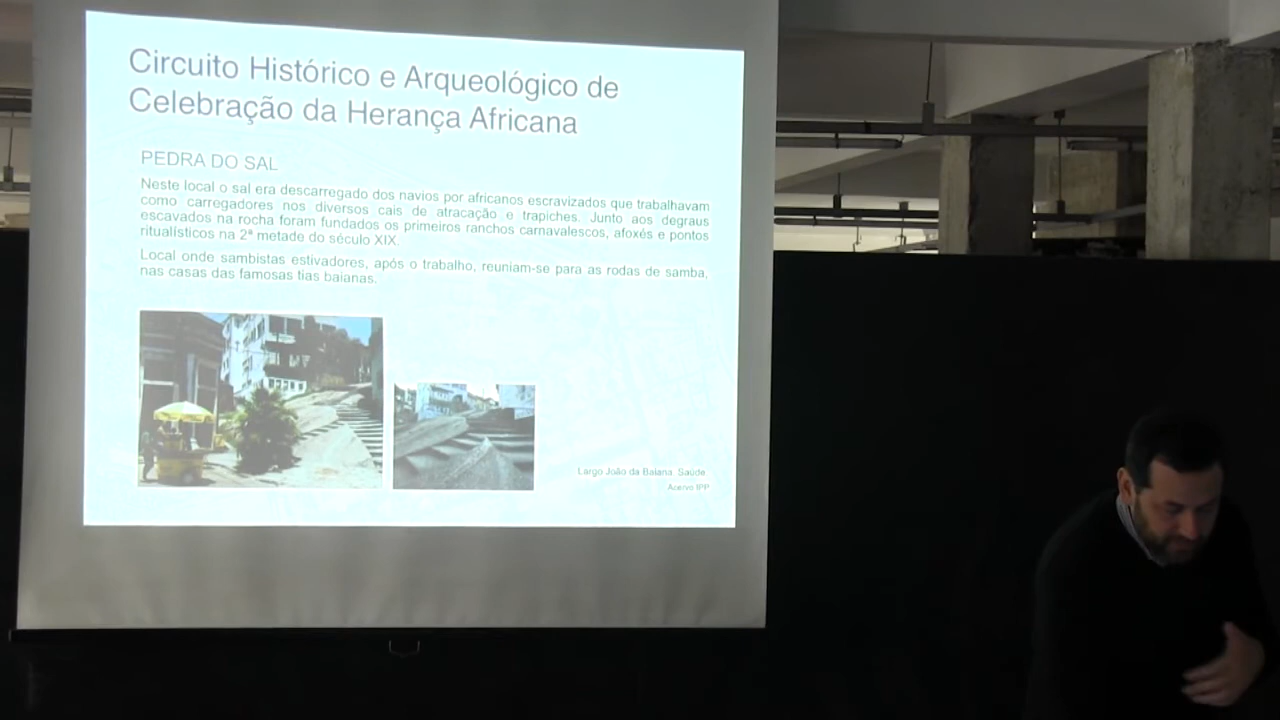 Circuito Histórico e Arqueológico de
Celebração da Herança Africana
PEDRA DO SAL
Neste local o sal era descarregado dos navios por africanos escravizados que trabalhavam
como carregadores nos diversos cais de atracação e trapiches. Junto aos degraus
escavados na rocha foram fundados os primeiros ranchos carnavalescos, afoxés e pontos
ritualísticos na 2ª metade do século XIX.
Local onde sambistas estivadores, após o trabalho, reuniam-se para as rodas de samba,
nas casas das famosas tias baianas.
Largo João da Baiana Saúde
Acervo IPP